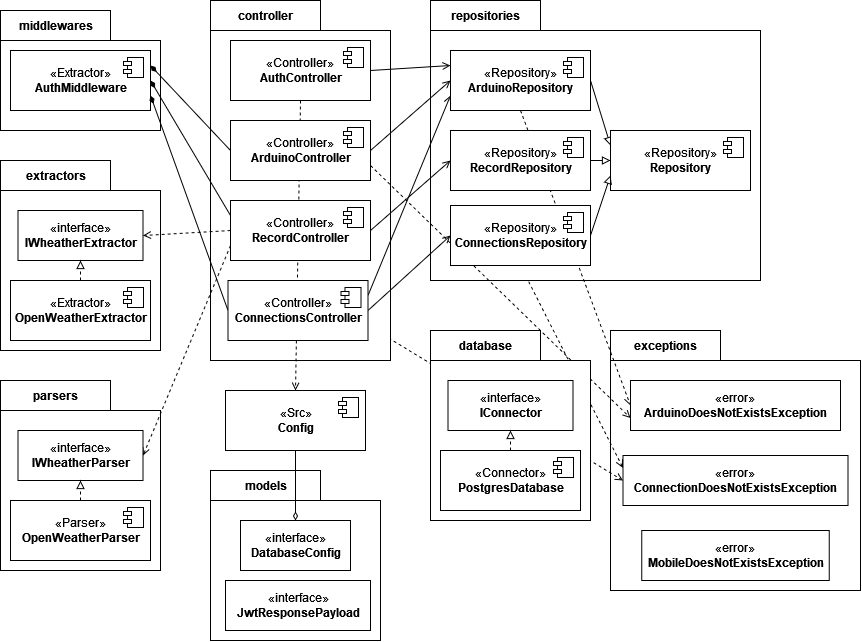 middlewares
«Extractor»
AuthMiddleware
extractors
«interface»
IWheatherExtractor
«Extractor»
OpenWeatherExtractor
parsers
«interface»
IWheatherParser
«Parser»
OpenWeatherParser
controller
«Controller»
AuthController
«Controller»
ArduinoController
«Controller»
RecordController
«Controller»
ConnectionsController
«Src»
Config
models
«interface»
DatabaseConfig
«interface»
JwtResponsePayload
repositories
«Repository»
ArduinoRepository
«Repository»
RecordRepository
«Repository»
ConnectionsRepository
«Repository»
Repository
database
«interface»
IConnector
«Connector»
PostgresDatabase
exceptions
«error»
ArduinoDoesNotExistsException
«error»
ConnectionDoesNotExistsException
«error»
MobileDoesNotExistsException